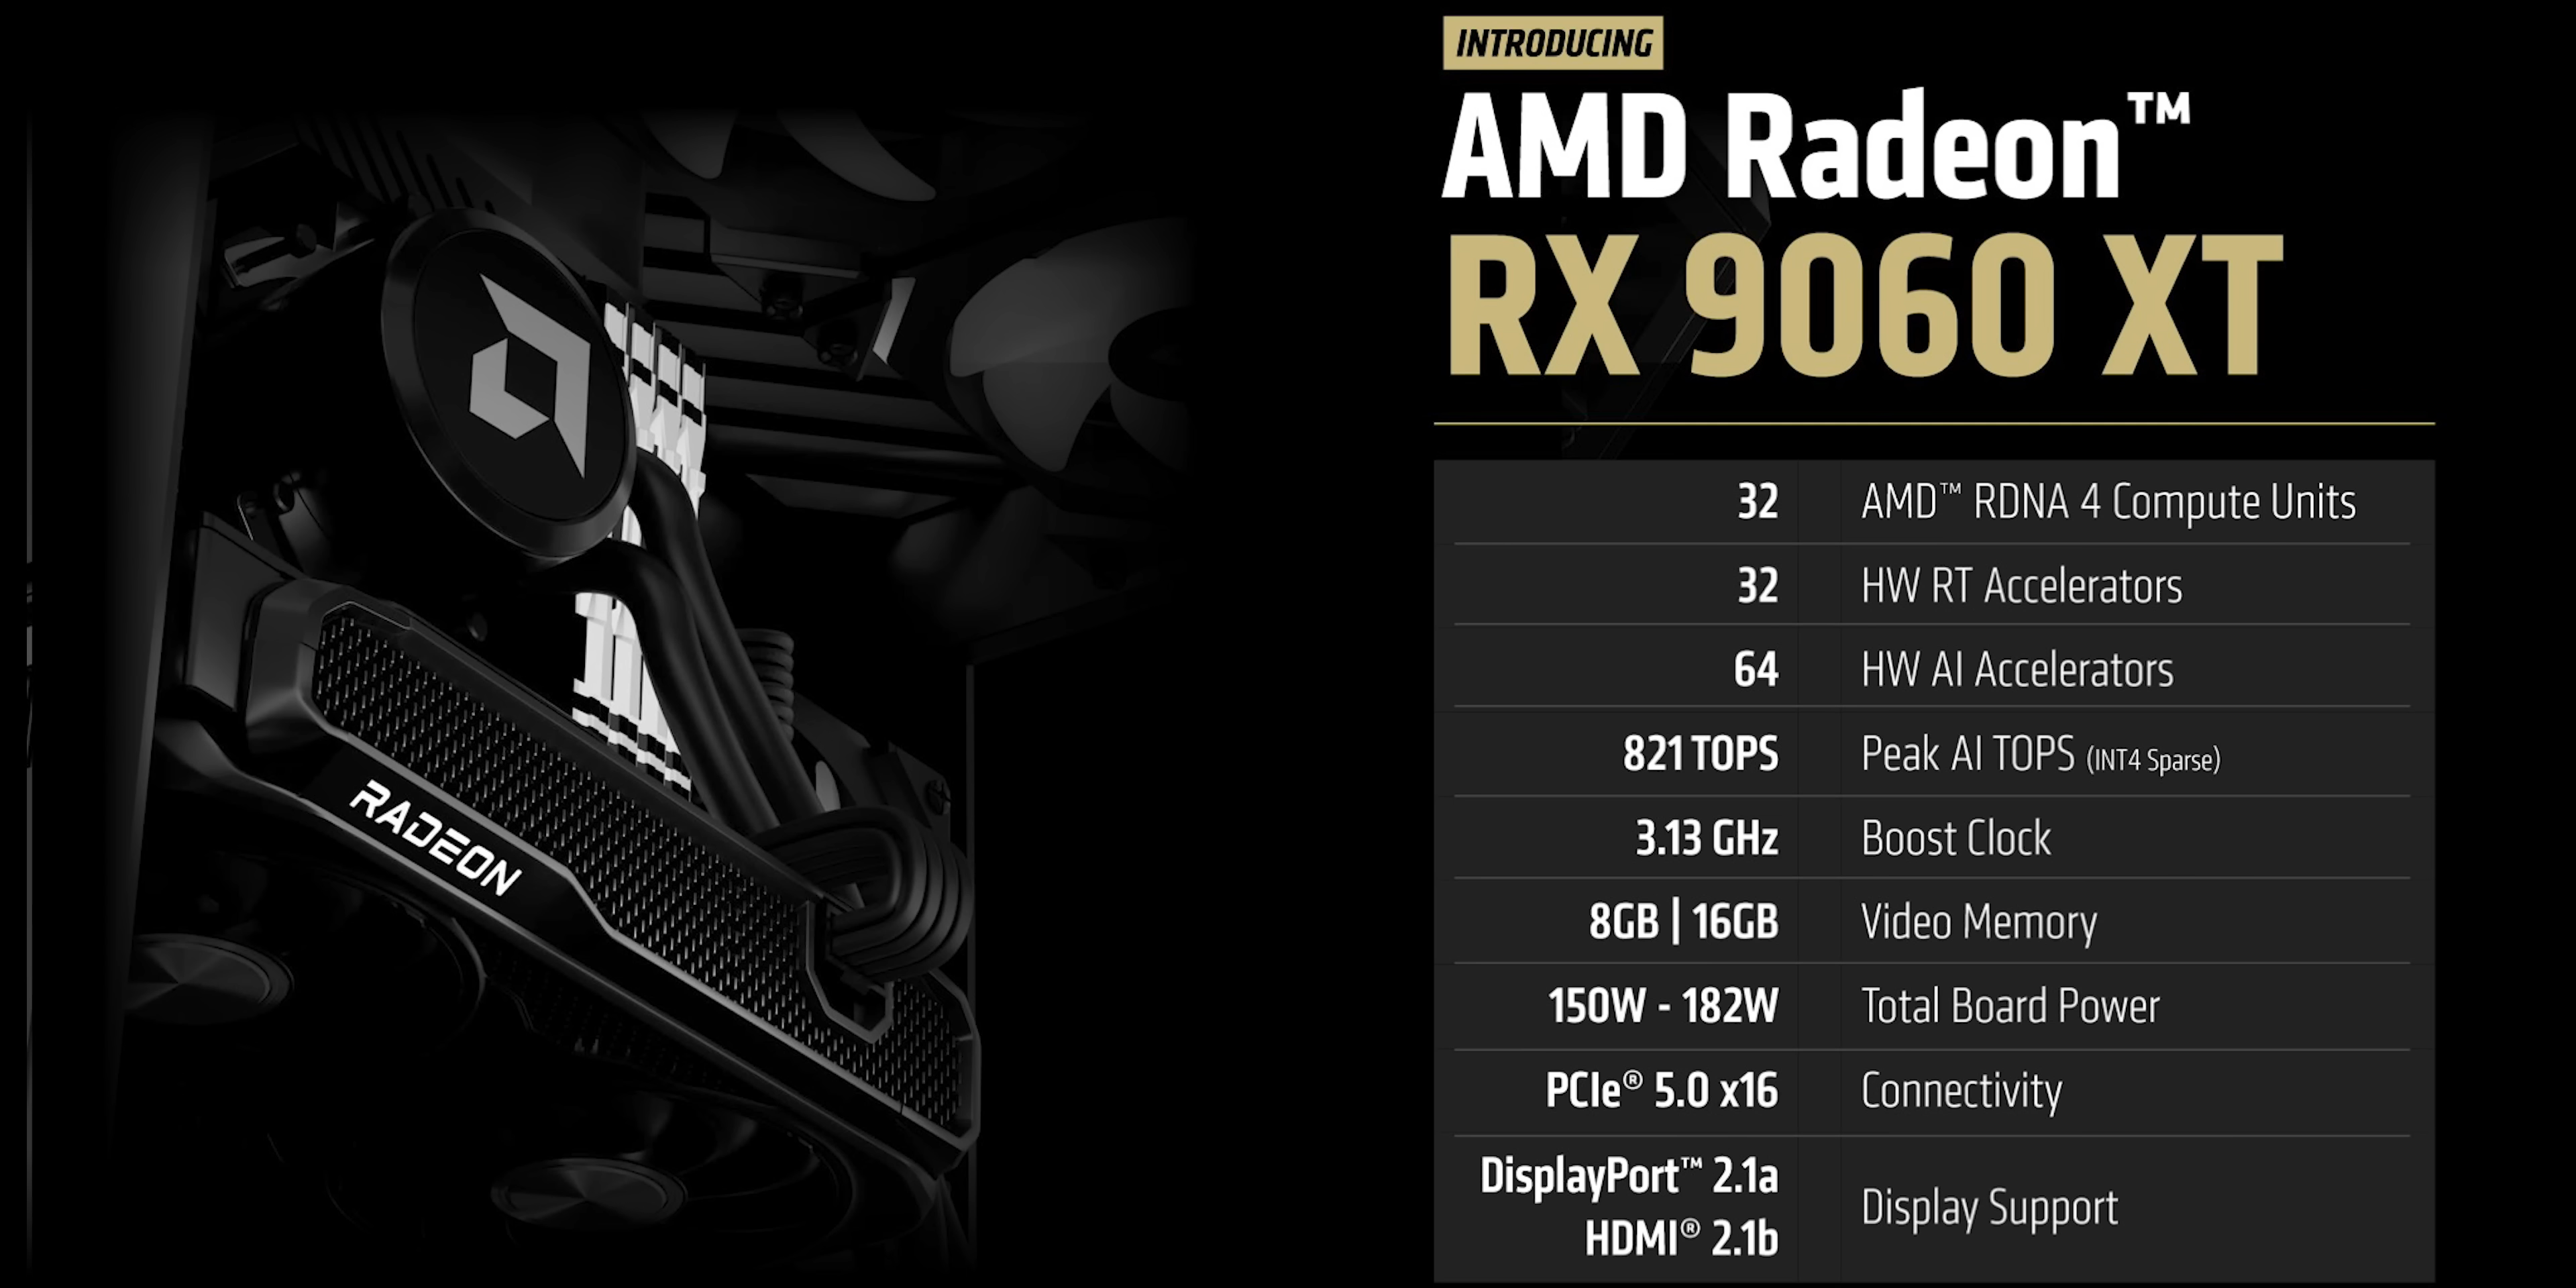 INTRODUCING
AMD Radeon™
RX 9060 XT
32 AMD™ RDNA 4 Compute Units
32 HW RT Accelerators
64 HW AI Accelerators
821 TOPS Peak AI TOPS (INT4 Sparse)
3.13 GHz Boost Clock
8GB | 16GB Video Memory
150W - 182W Total Board Power
PCIe® 5.0 x16 Connectivity
DisplayPort™ 2.1a
HDMI® 2.1b
Display Support
RADEON